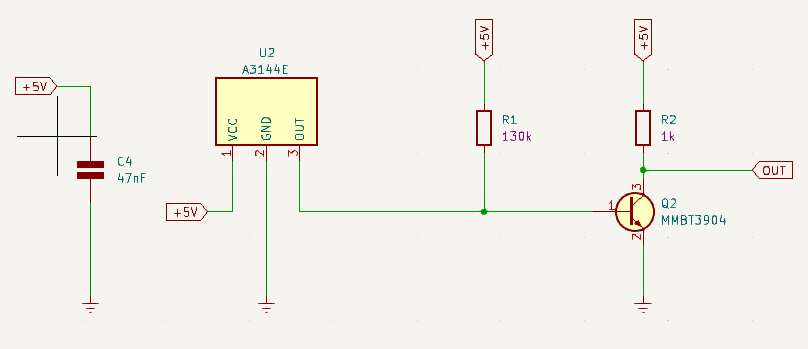 +5V
C4
47nF
U2
A3144E
VCC
GND
OUT
1
2
3
+5V
+5V
R1
130k
+5V
R2
1k
OUT
3
1
2
Q2
MMBT3904